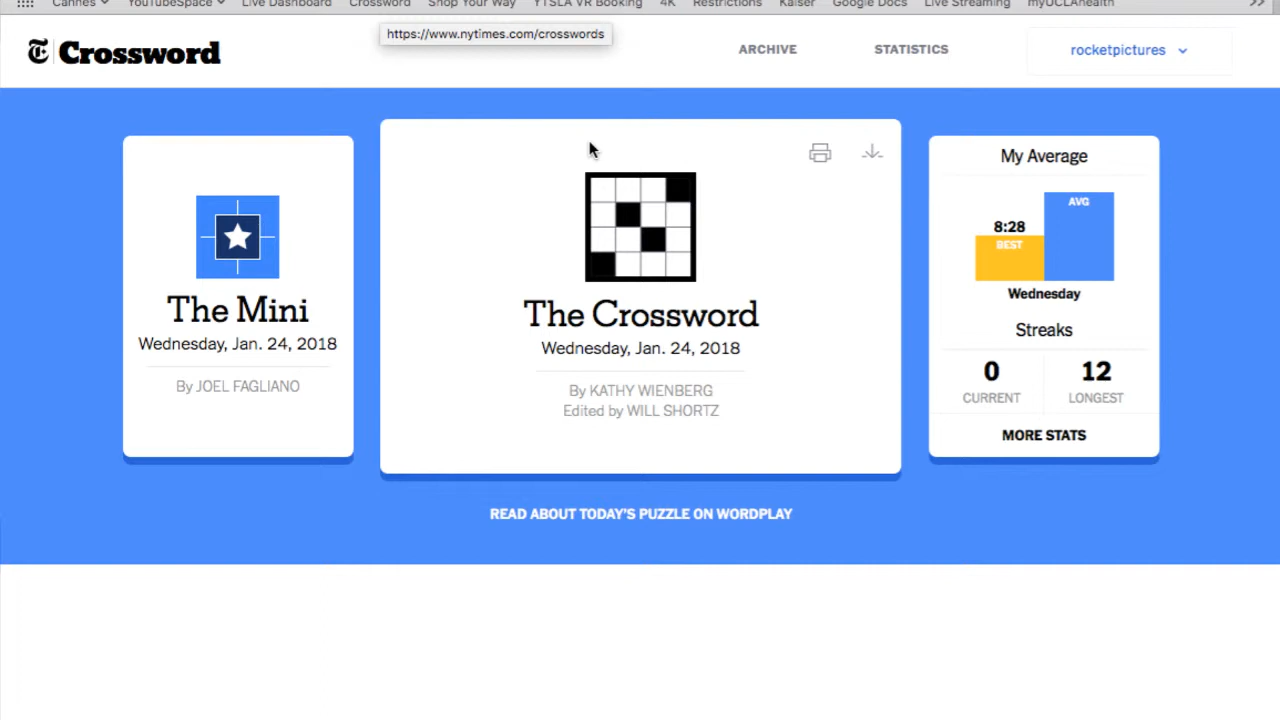 Cannes YouTubeSpace Live Dashboard Crossword Shop Your Way YTSLA VR Booking 4K Restrictions Kaiser Google Docs Live Streaming myUCLAhealth
https://www.nytimes.com/crosswords
T Crossword
ARCHIVE
STATISTICS
rocketpictures
The Mini
Wednesday, Jan. 24, 2018
By JOEL FAGLIANO
The Crossword
Wednesday, Jan. 24, 2018
By KATHY WIENBERG
Edited by WILL SHORTZ
My Average
AVG
8:28
BEST
Wednesday
Streaks
0 12
CURRENT LONGEST
MORE STATS
READ ABOUT TODAY'S PUZZLE ON WORDPLAY